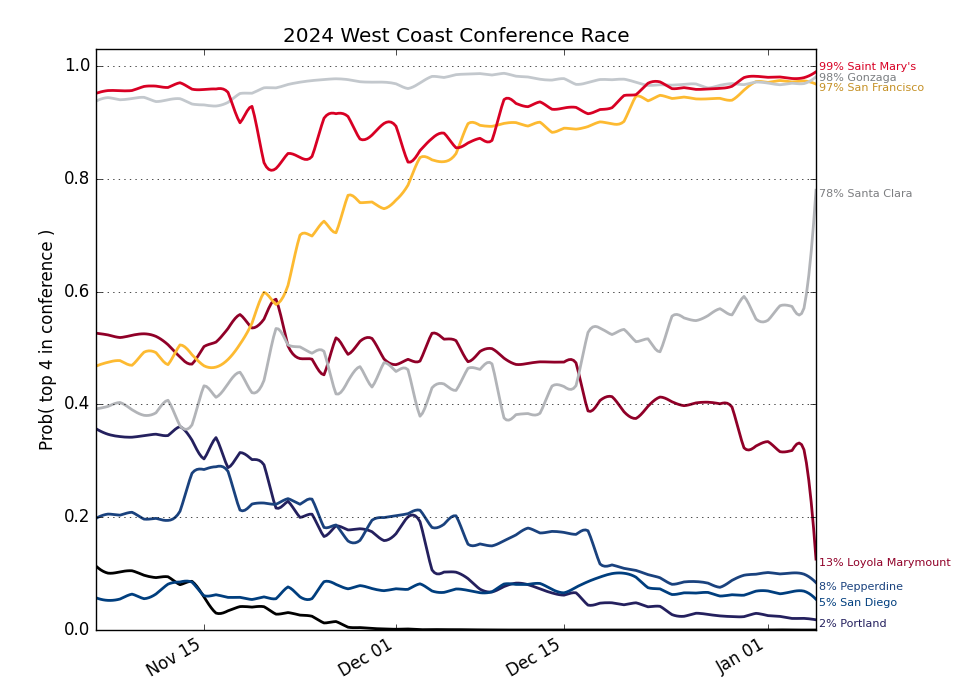 2024 West Coast Conference Race
1.0
0.8
0.6
0.4
0.2
0.0
Prob( top 4 in conference )
Nov 15
Dec 01
Dec 15
Jan 01
99% Saint Mary's
98% Gonzaga
97% San Francisco
78% Santa Clara
13% Loyola Marymount
8% Pepperdine
5% San Diego
2% Portland